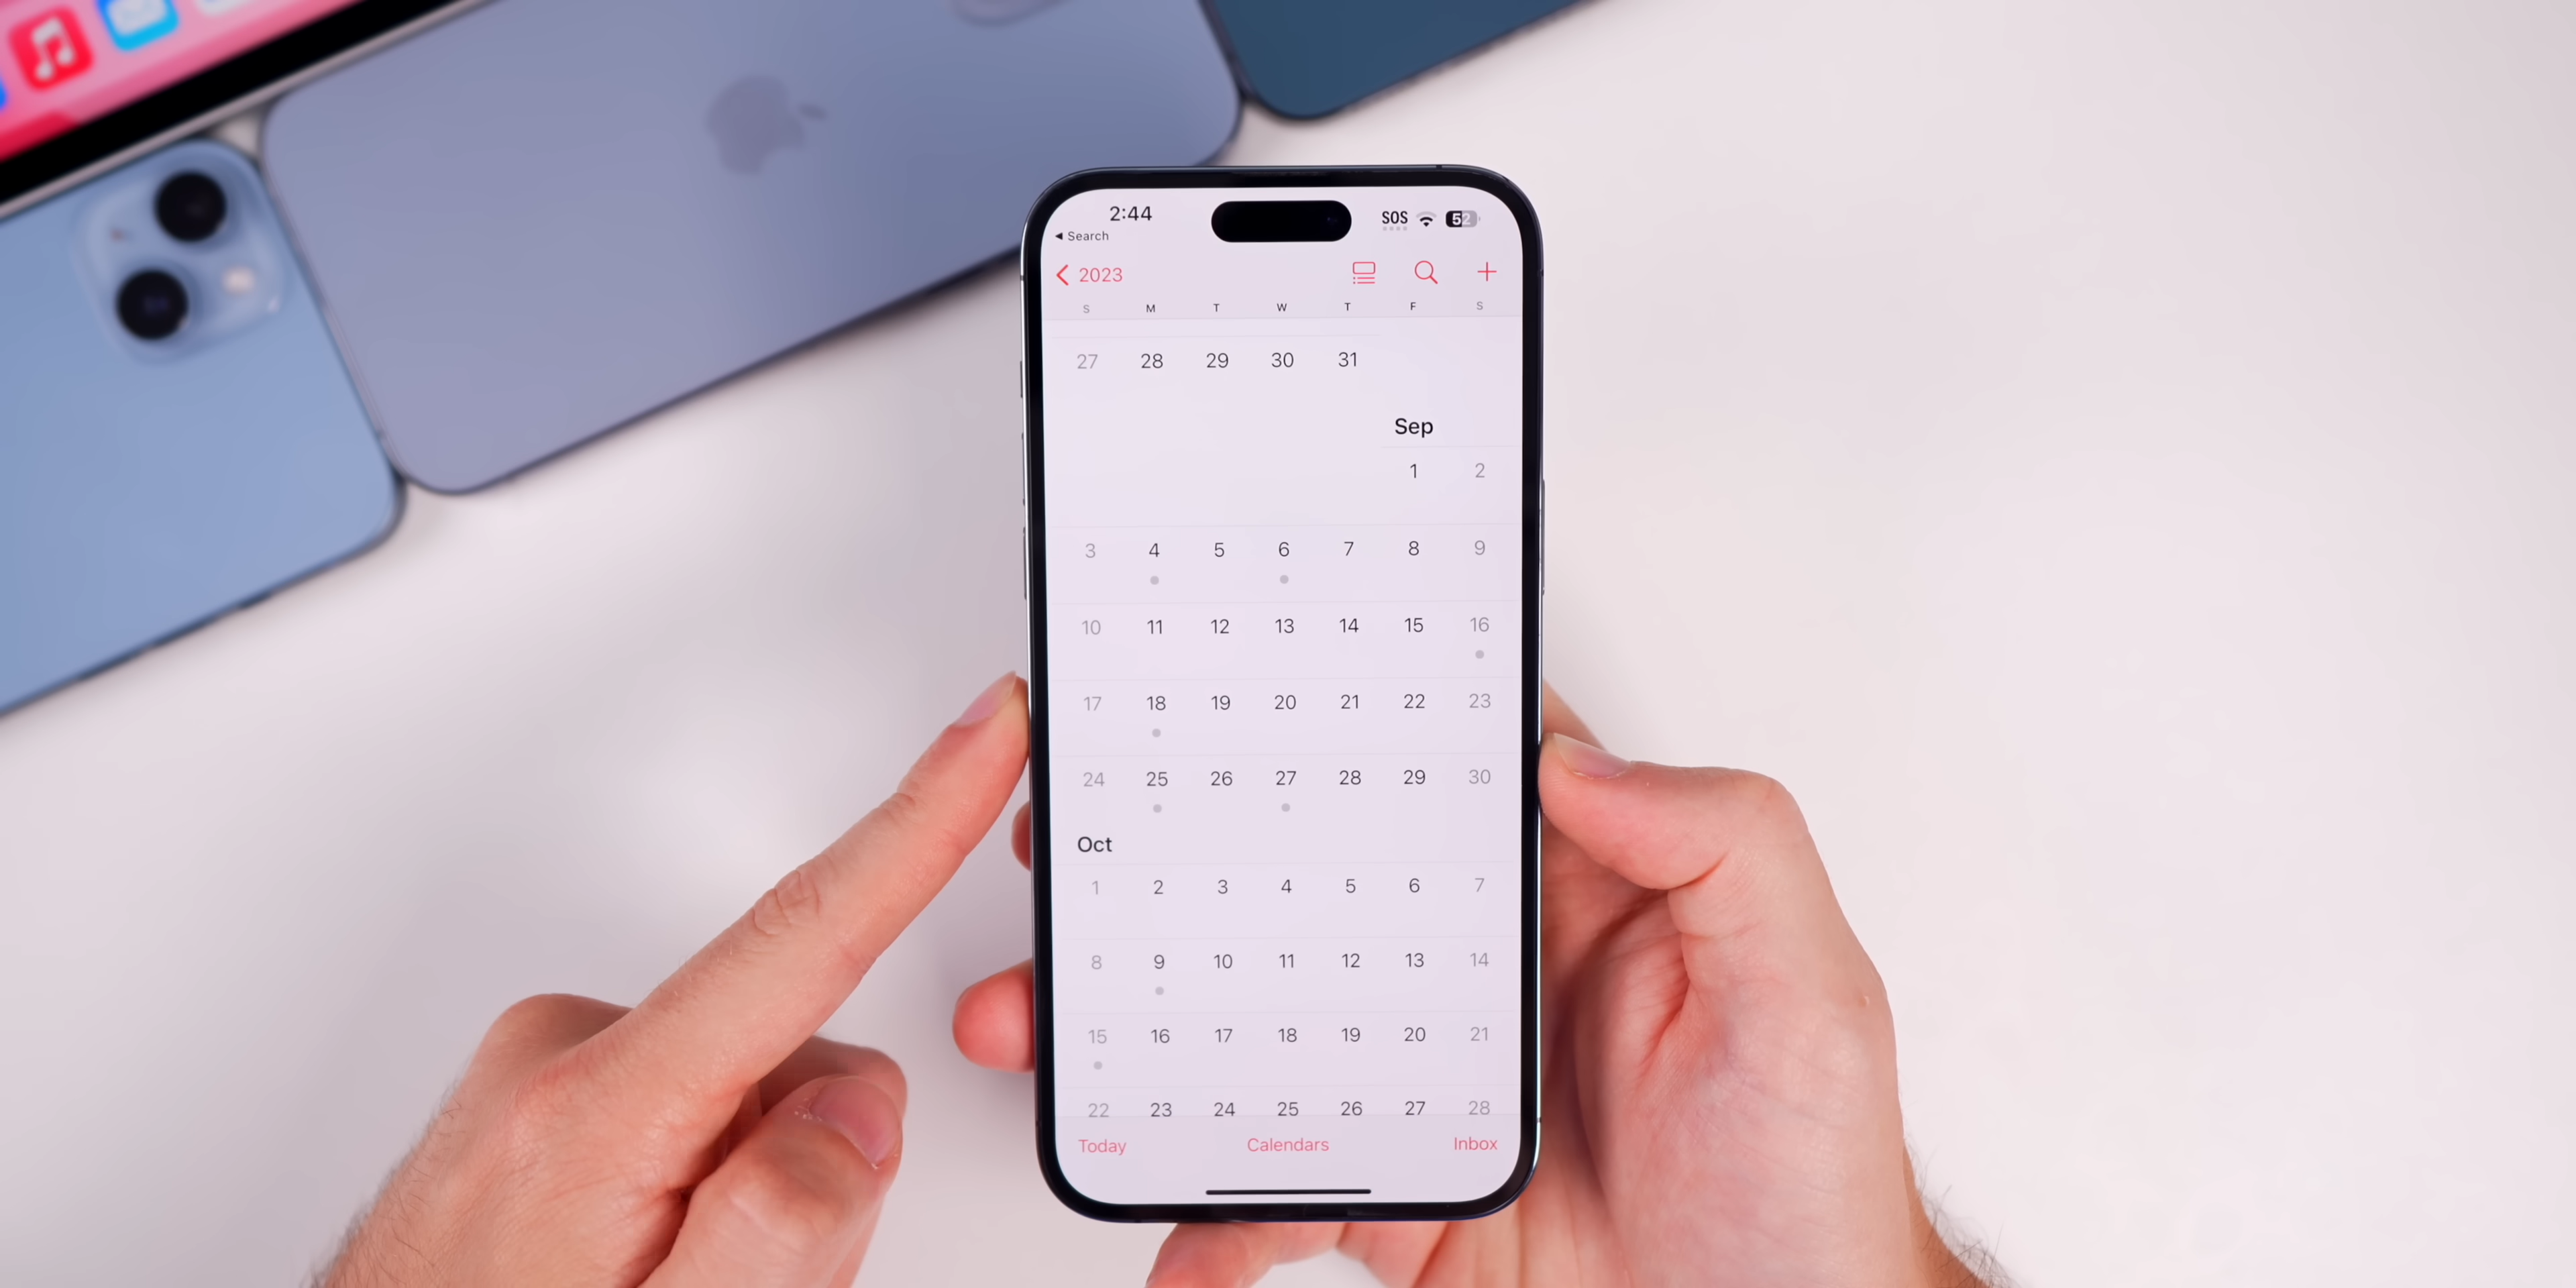 2:44 SOS 52
◀ Search
2023
S M T W T F S
27 28 29 30 31
Sep
1 2
3 4 5 6 7 8 9
10 11 12 13 14 15 16
17 18 19 20 21 22 23
24 25 26 27 28 29 30
Oct
1 2 3 4 5 6 7
8 9 10 11 12 13 14
15 16 17 18 19 20 21
22 23 24 25 26 27 28
Today Calendars Inbox